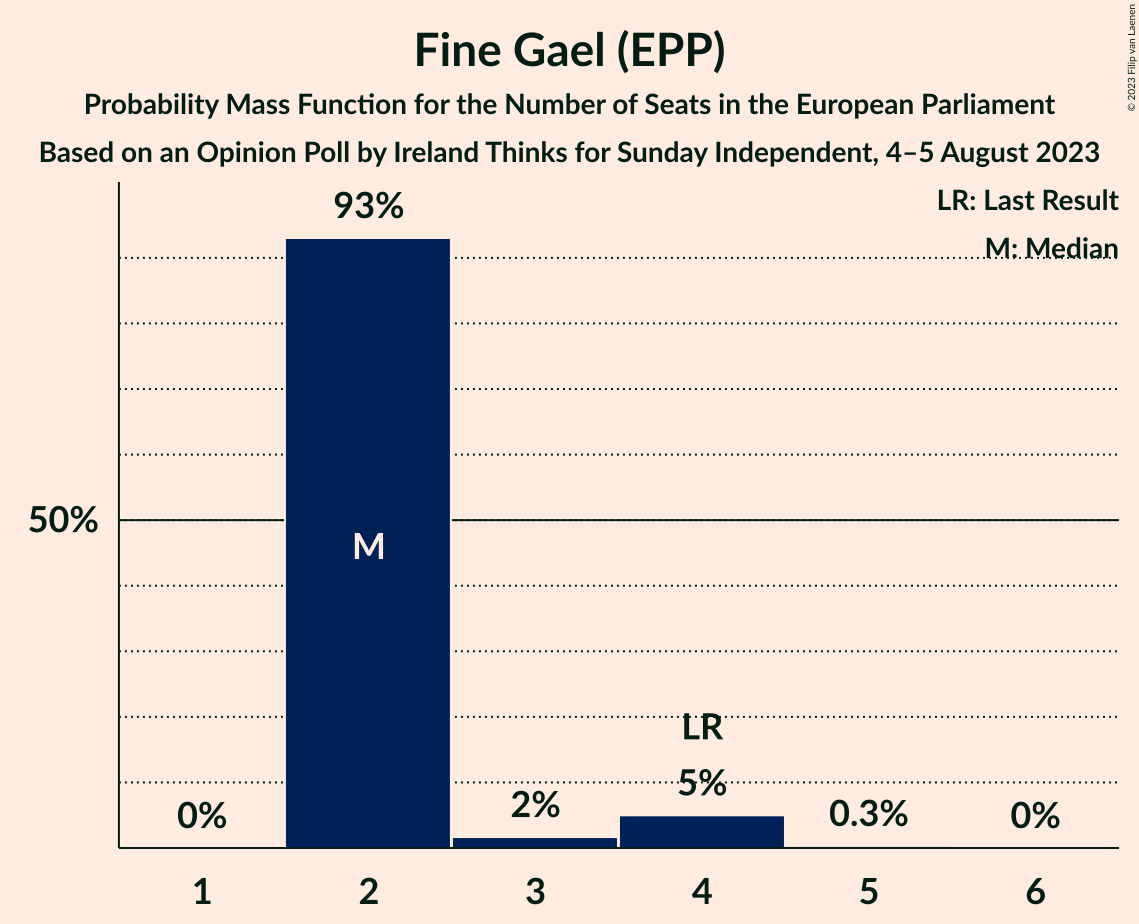 Fine Gael (EPP)
Probability Mass Function for the Number of Seats in the European Parliament
Based on an Opinion Poll by Ireland Thinks for Sunday Independent, 4–5 August 2023
© 2023 Filip van Laenen
LR: Last Result
M: Median
93%
50%
M
LR
5%
2%
0.3%
0%
0%
1 2 3 4 5 6